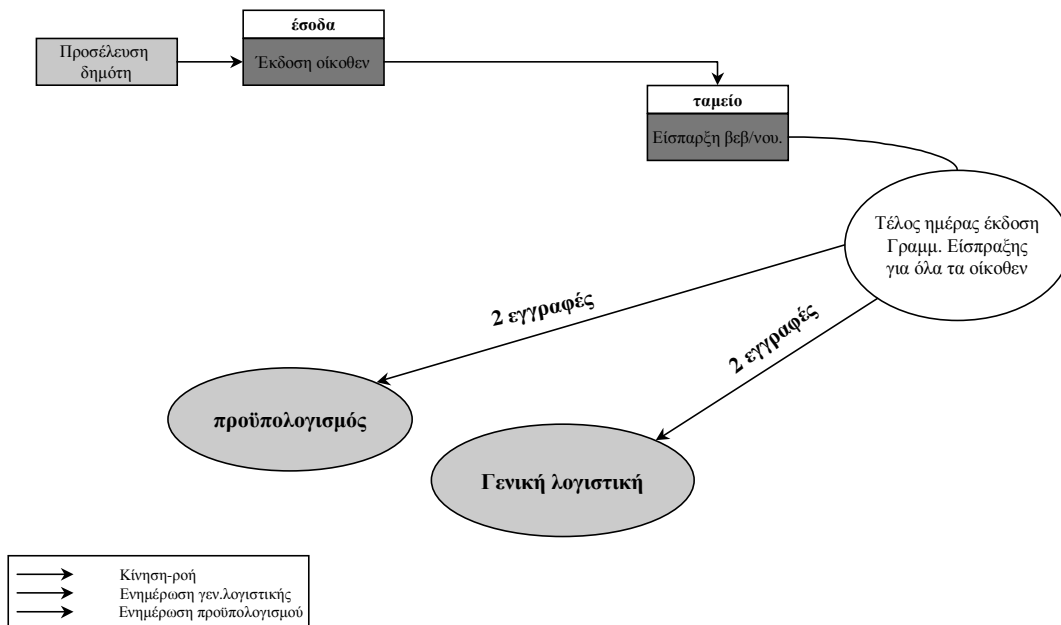 έσοδα
Προσέλευση
δημότη
Έκδοση οίκοθεν
ταμείο
Είσπαρξη βεβ/νου.
Τέλος ημέρας έκδοση
Γραμμ. Είσπραξης
για όλα τα οίκοθεν
2 εγγραφές
2 εγγραφές
προϋπολογισμός
Γενική λογιστική
Κίνηση-ροή
Ενημέρωση γεν.λογιστικής
Ενημέρωση προϋπολογισμού